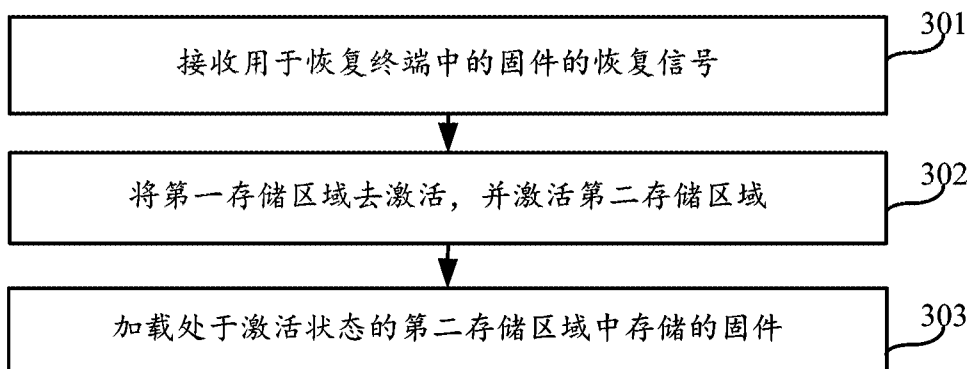 301
接收用于恢复终端中的固件的恢复信号
302
将第一存储区域去激活，并激活第二存储区域
303
加载处于激活状态的第二存储区域中存储的固件